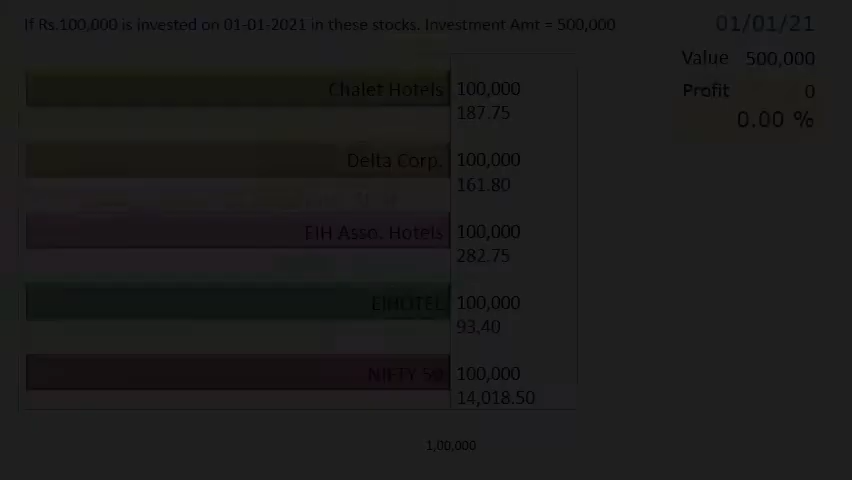 If Rs.100,000 is invested on 01-01-2021 in these stocks. Investment Amt = 500,000
01/01/21
Value 500,000
Profit 0
0.00 %
Chalet Hotels 100,000
187.75
Delta Corp. 100,000
161.80
EIH Asso. Hotels 100,000
282.75
EIHOTEL 100,000
93.40
NIFTY 50 100,000
14,018.50
1,00,000